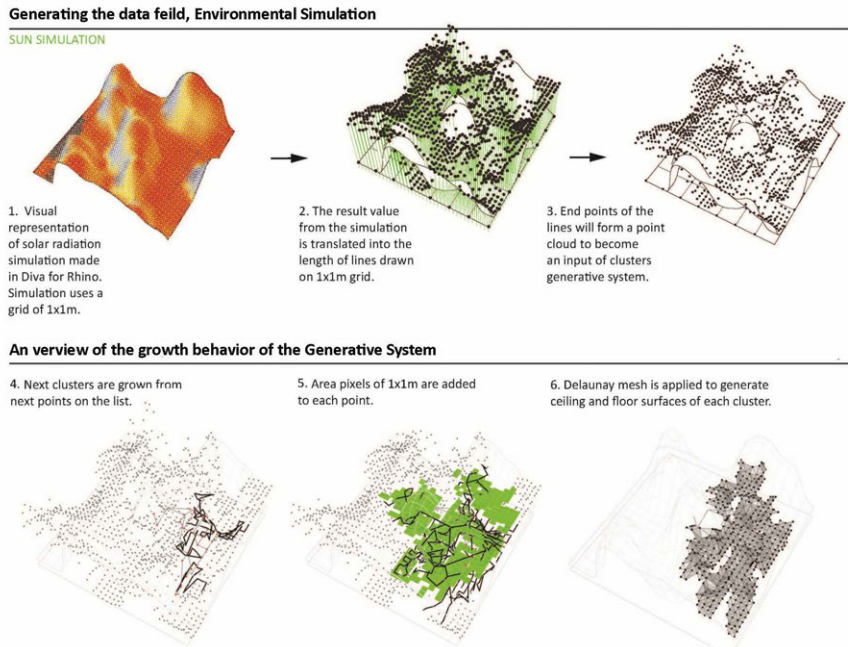 Generating the data feild, Environmental Simulation
SUN SIMULATION
1. Visual
representation
of solar radiation
simulation made
in Diva for Rhino.
Simulation uses a
grid of 1x1m.
2. The result value
from the simulation
is translated into the
length of lines drawn
on 1x1m grid.
3. End points of the
lines will form a point
cloud to become
an input of clusters
generative system.
An verview of the growth behavior of the Generative System
4. Next clusters are grown from
next points on the list.
5. Area pixels of 1x1m are added
to each point.
6. Delaunay mesh is applied to generate
ceiling and floor surfaces of each cluster.